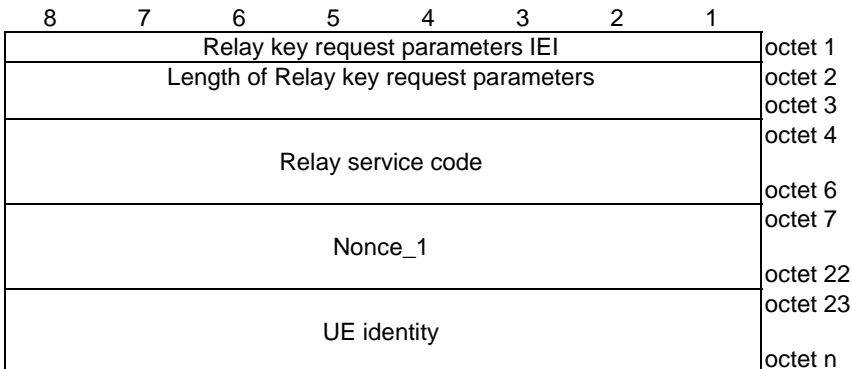 8 7 6 5 4 3 2 1
Relay key request parameters IEI octet 1
Length of Relay key request parameters octet 2
octet 3
octet 4
Relay service code
octet 6
octet 7
Nonce_1
octet 22
octet 23
UE identity
octet n